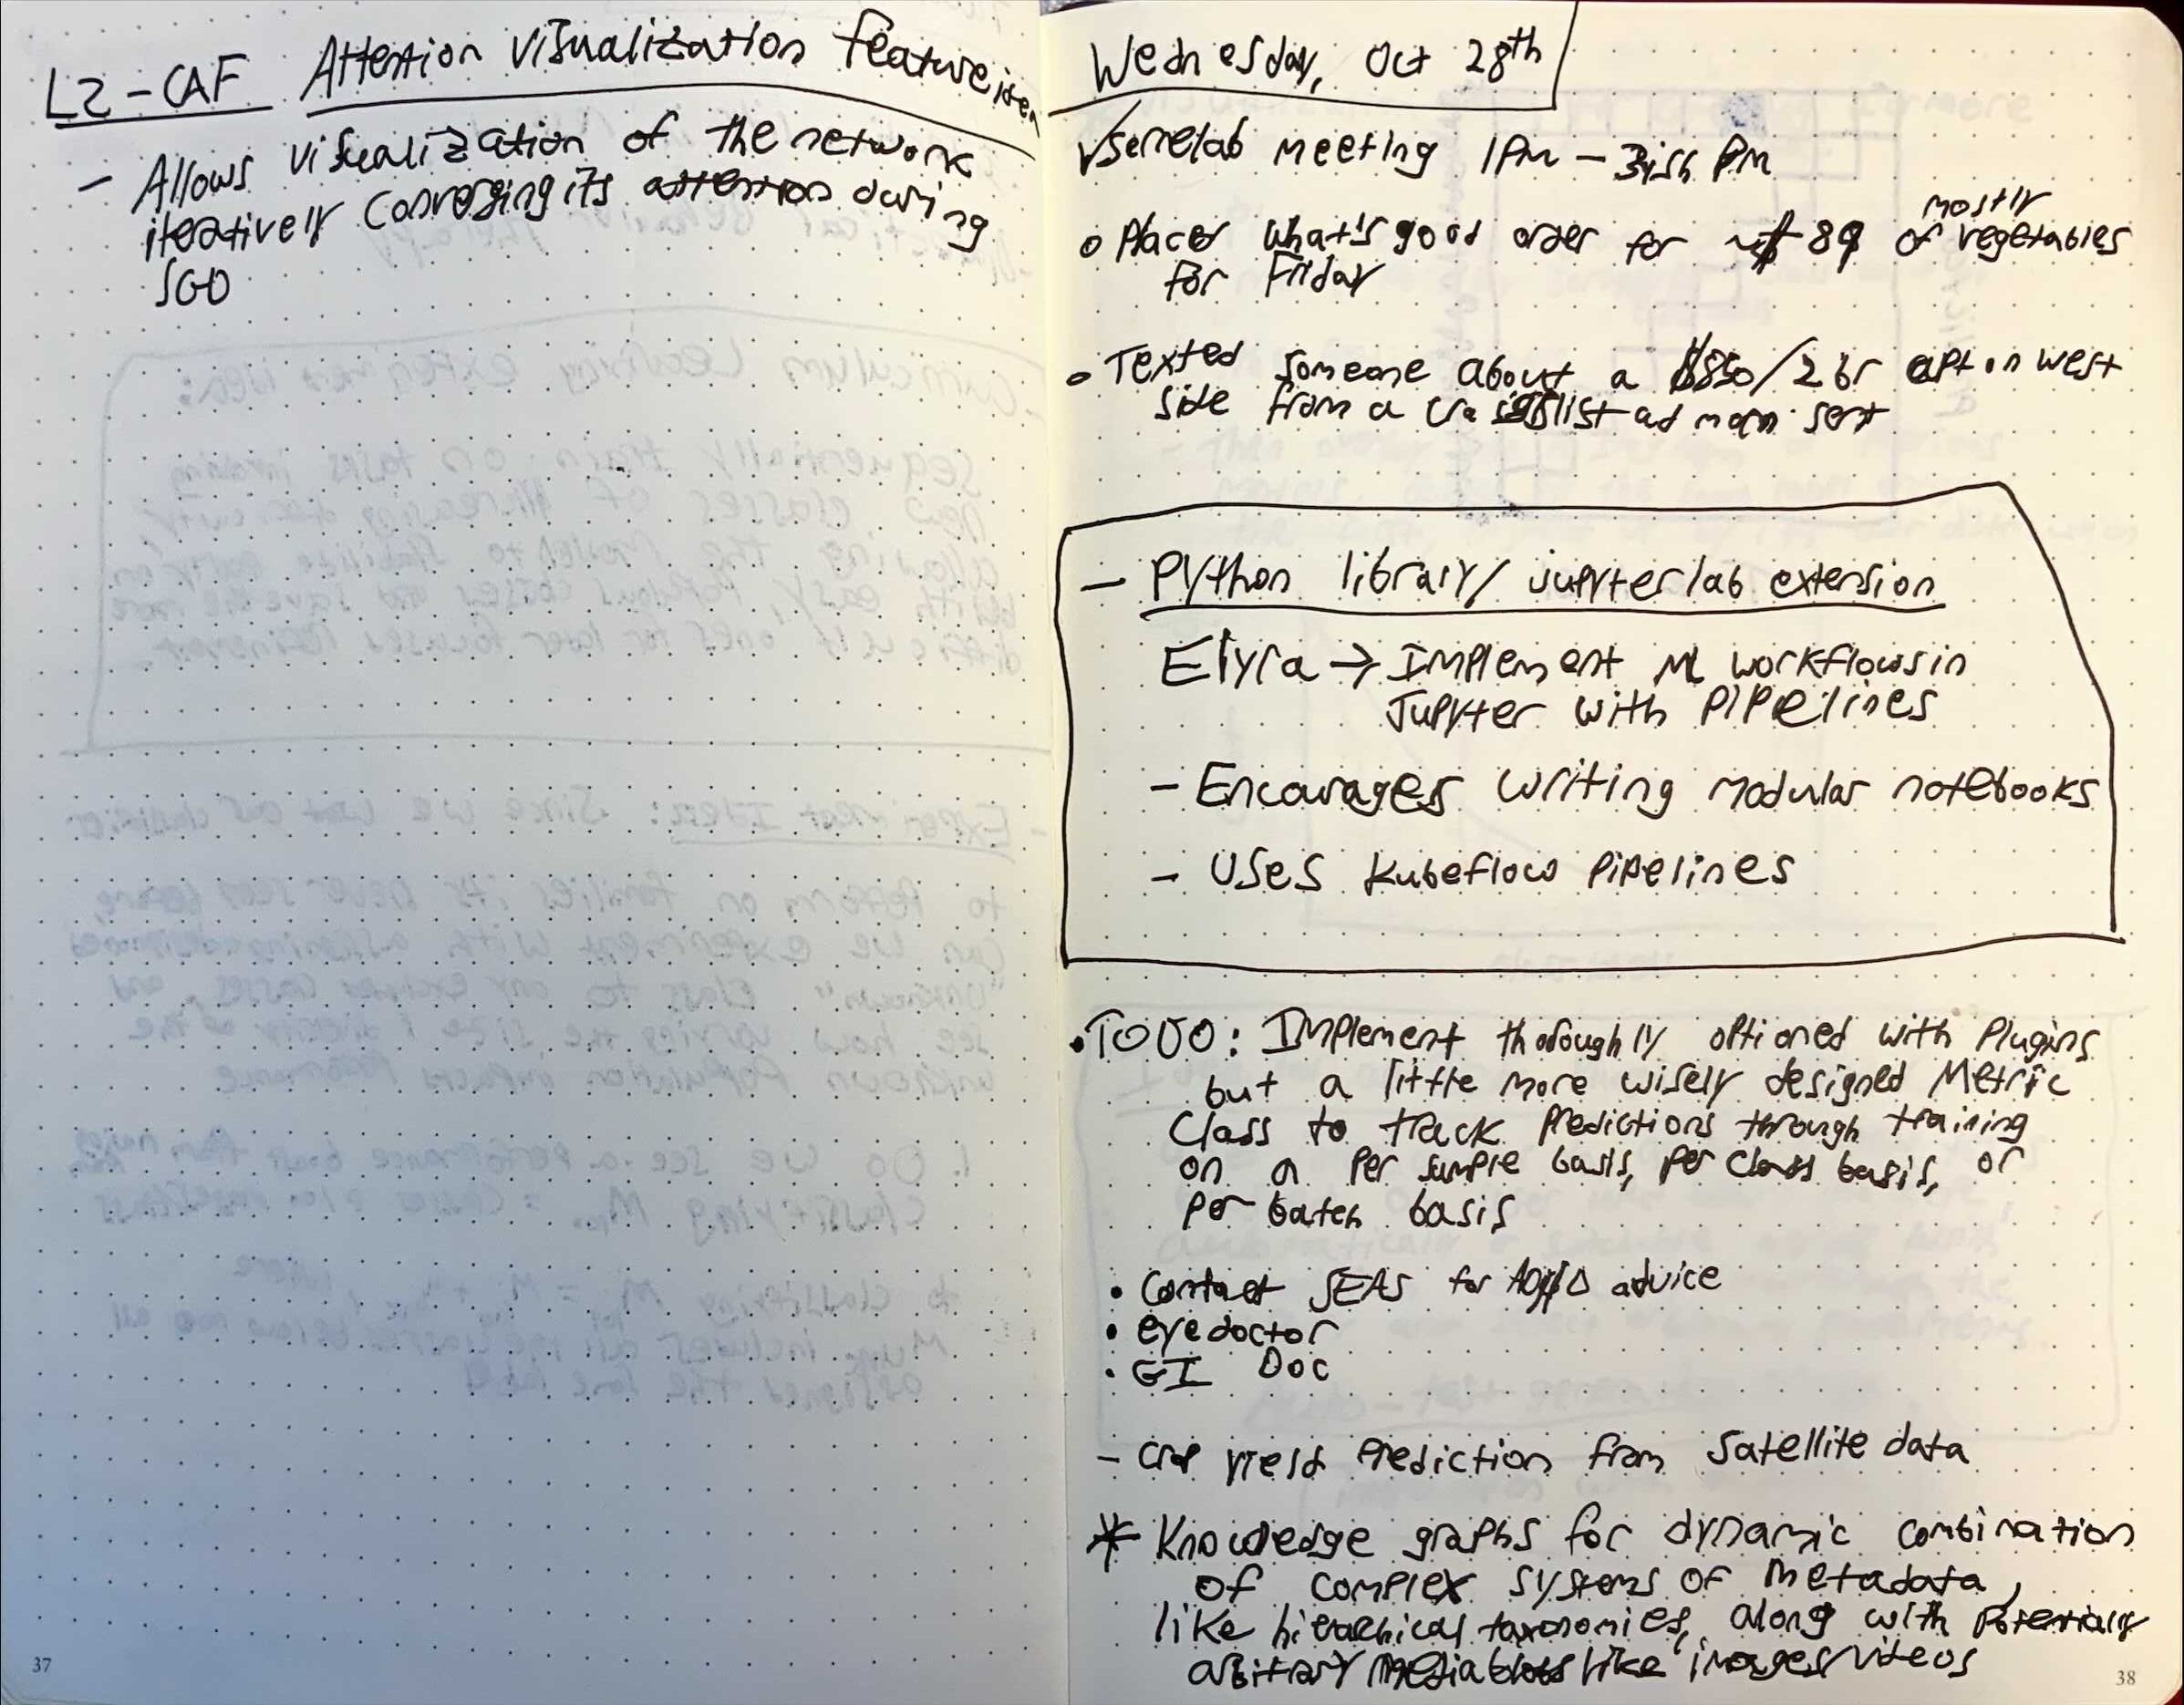 L2-CAF Attention Visualization Feature idea
- Allows visualization of the network
iteratively converging its attention during
SGD
37
Wednesday, Oct 28th
√ Serrelab meeting 1PM - 3ish PM
o Placed What's good order for ~$89 of mostly vegetables
for Friday
o Texted someone about a $850/2br apt on west
side from a craigslist ad mom sent
- Python library/jupyterlab extension
Elyra → Implement ML workflows in
Jupyter with Pipelines
- Encourages writing modular notebooks
- Uses Kubeflow Pipelines
• TODO: Implement thoroughly optioned with Plugins
but a little more wisely designed Metric
Class to track predictions through training
on a per sample basis, per class basis, or
per batch basis
• Contact SEAS for advice
• eye doctor
• GI Doc
- Crop yield Prediction from Satellite data
* Knowledge graphs for dynamic combination
of complex systems of metadata,
like hierachical taxonomies, along with potentially
arbitrary media like images/videos
38